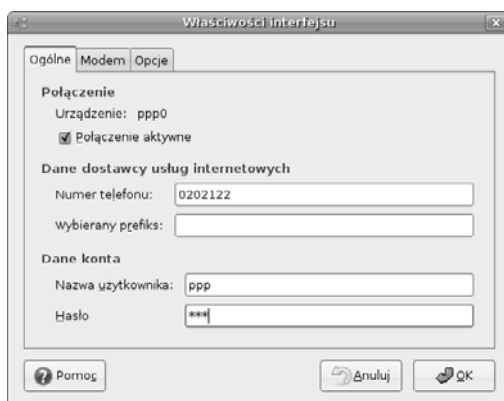 Właściwości interfejsu
Ogólne Modem Opcje
Połączenie
Urządzenie: ppp0
Połączenie aktywne
Dane dostawcy usług internetowych
Numer telefonu: 0202122
Wybierany prefiks:
Dane konta
Nazwa użytkownika: ppp
Hasło ***
Pomoc Anuluj OK